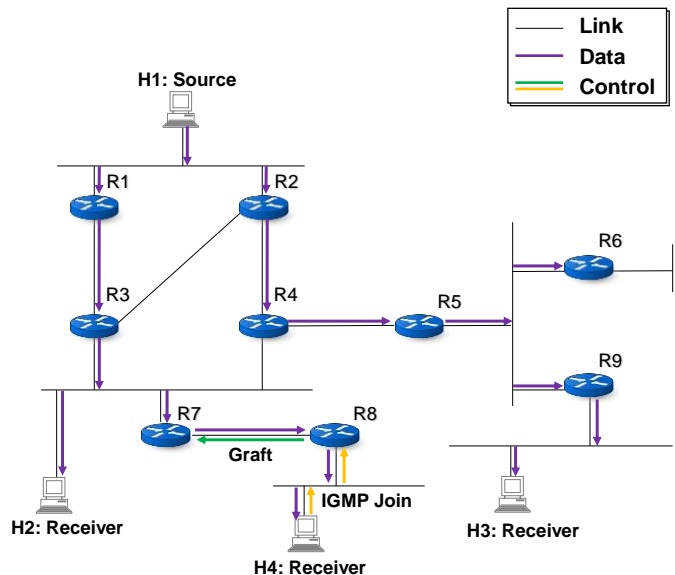 Link
Data
Control
H1: Source
R1
R2
R3
R4
R5
R6
R9
R7
R8
Graft
IGMP Join
H2: Receiver
H4: Receiver
H3: Receiver